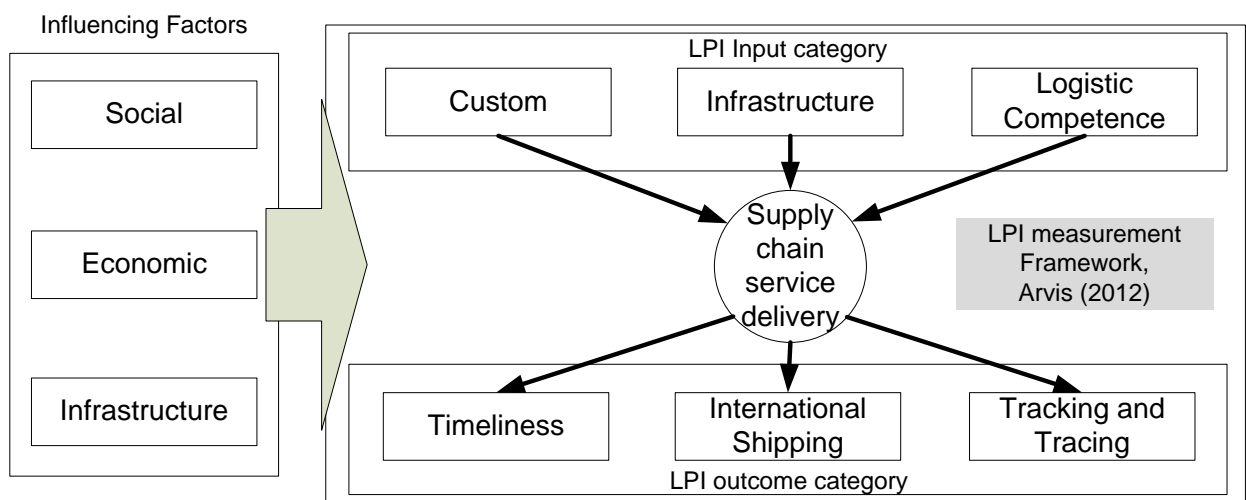 Influencing Factors
Social
Economic
Infrastructure
LPI Input category
Custom
Infrastructure
Logistic
Competence
Supply
chain
service
delivery
LPI measurement
Framework,
Arvis (2012)
Timeliness
International
Shipping
Tracking and
Tracing
LPI outcome category